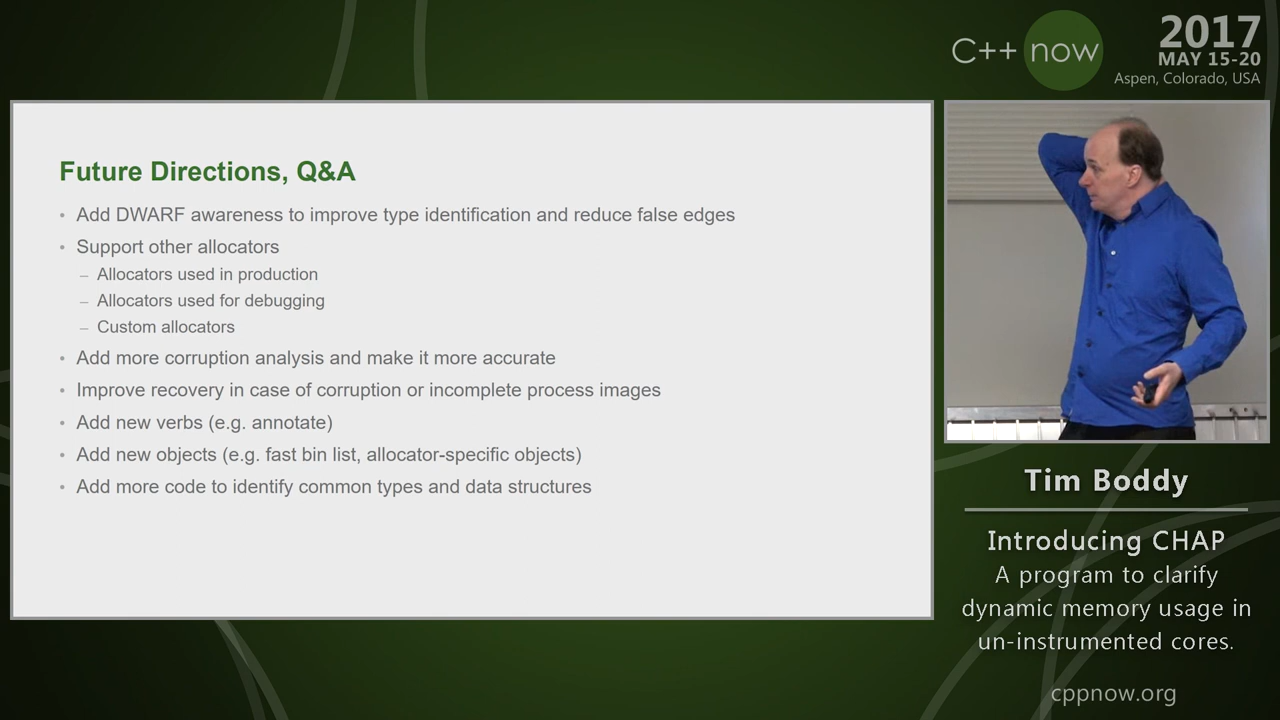 C++ now
2017
MAY 15-20
Aspen, Colorado, USA
Future Directions, Q&A
• Add DWARF awareness to improve type identification and reduce false edges
• Support other allocators
– Allocators used in production
– Allocators used for debugging
– Custom allocators
• Add more corruption analysis and make it more accurate
• Improve recovery in case of corruption or incomplete process images
• Add new verbs (e.g. annotate)
• Add new objects (e.g. fast bin list, allocator-specific objects)
• Add more code to identify common types and data structures
Tim Boddy
Introducing CHAP
A program to clarify
dynamic memory usage in
un-instrumented cores.
cppnow.org